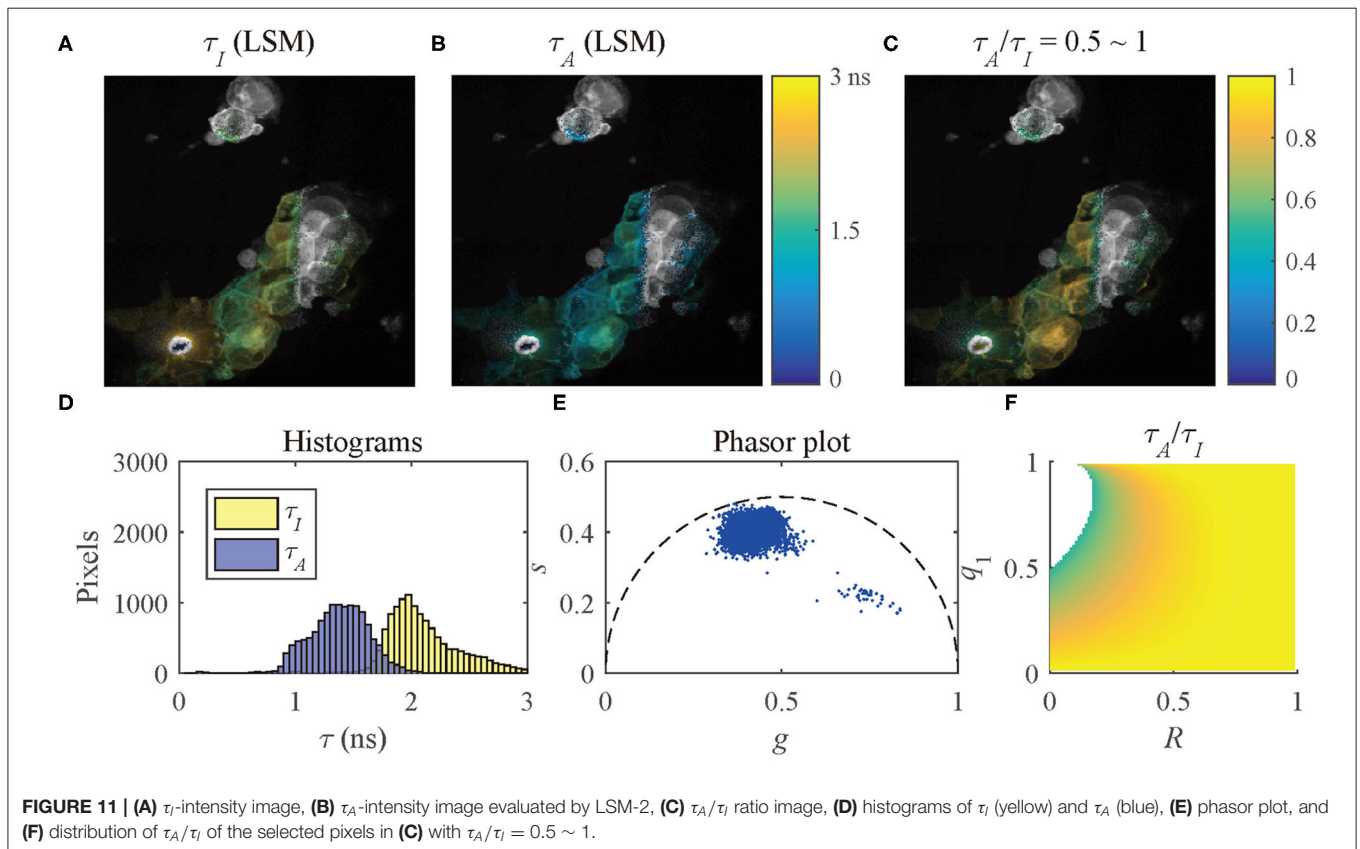 A
τ_I (LSM)
B
τ_A (LSM)
C
τ_A/τ_I = 0.5 ~ 1
3 ns
1.5
0
1
0.8
0.6
0.4
0.2
0
D
Histograms
E
Phasor plot
F
τ_A/τ_I
3000
2000
1000
0
Pixels
τ_I
τ_A
0
1
2
3
τ (ns)
0.6
0.4
0.2
0
s
0
0.5
1
g
1
0.5
0
q_1
0
0.5
1
R
FIGURE 11 | (A) τ_I-intensity image, (B) τ_A-intensity image evaluated by LSM-2, (C) τ_A/τ_I ratio image, (D) histograms of τ_I (yellow) and τ_A (blue), (E) phasor plot, and
(F) distribution of τ_A/τ_I of the selected pixels in (C) with τ_A/τ_I = 0.5 ~ 1.